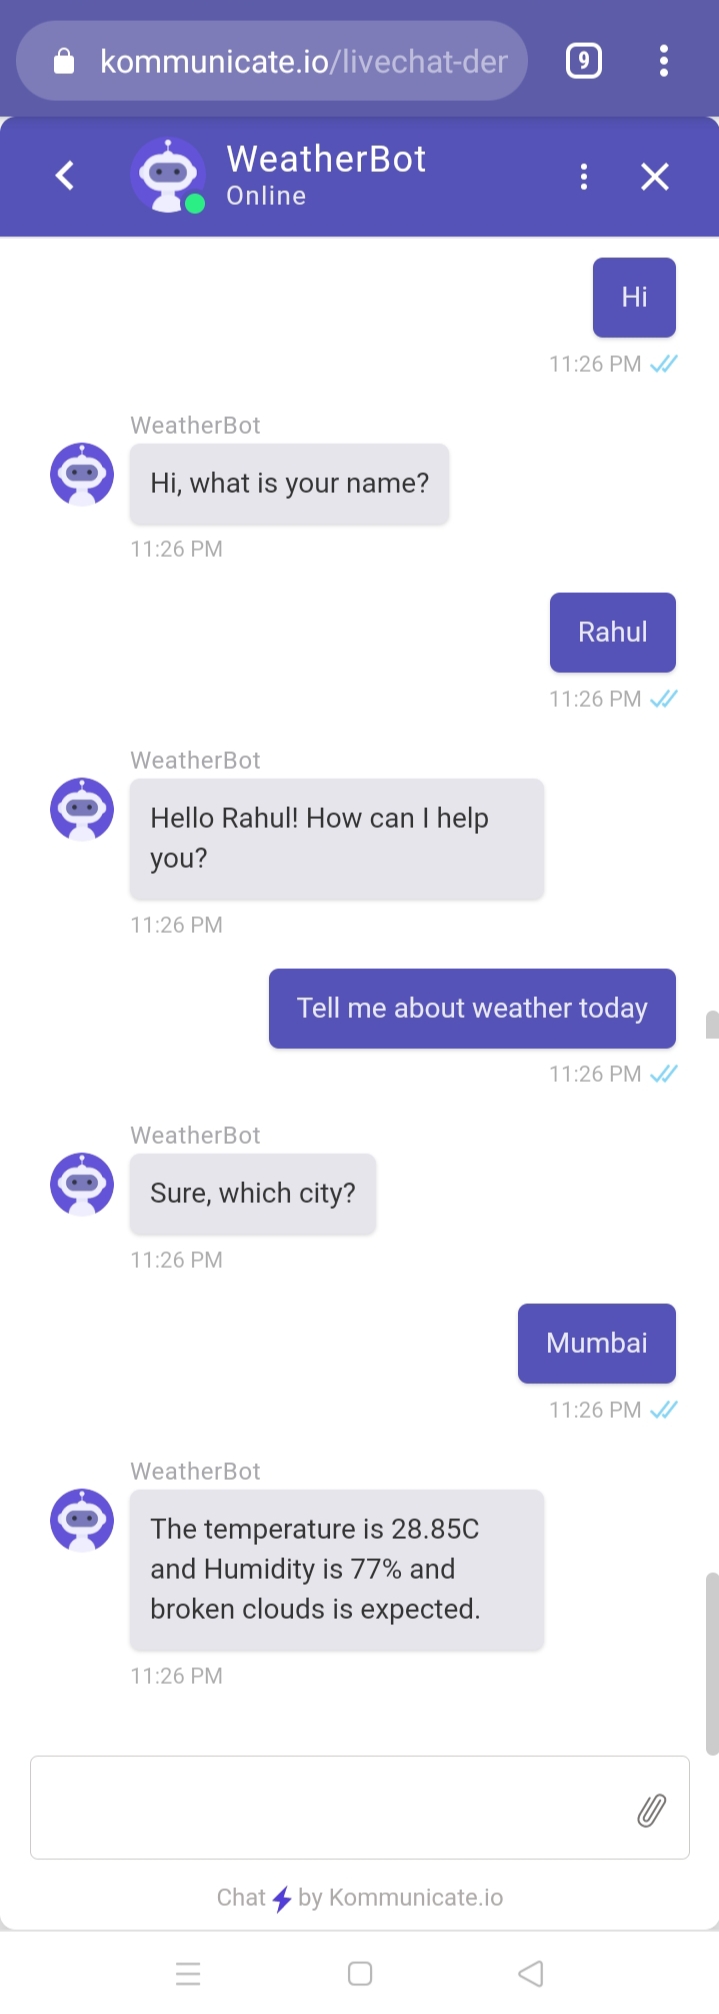 kommunicate.io/livechat-der
9
WeatherBot
Online
Hi
11:26 PM
WeatherBot
Hi, what is your name?
11:26 PM
Rahul
11:26 PM
WeatherBot
Hello Rahul! How can I help
you?
11:26 PM
Tell me about weather today
11:26 PM
WeatherBot
Sure, which city?
11:26 PM
Mumbai
11:26 PM
WeatherBot
The temperature is 28.85C
and Humidity is 77% and
broken clouds is expected.
11:26 PM
Chat by Kommunicate.io